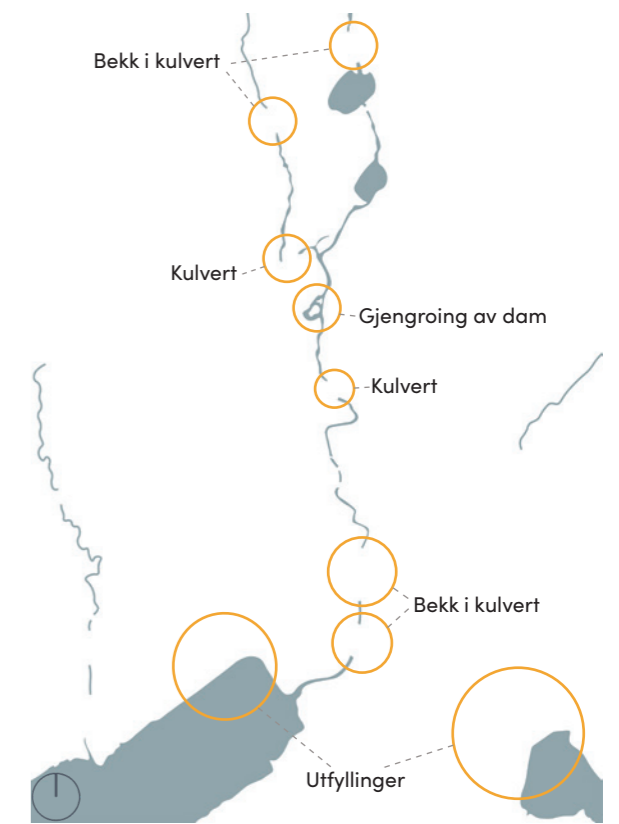 Bekk i kulvert
Kulvert
Gjengroing av dam
Kulvert
Bekk i kulvert
Utfyllinger